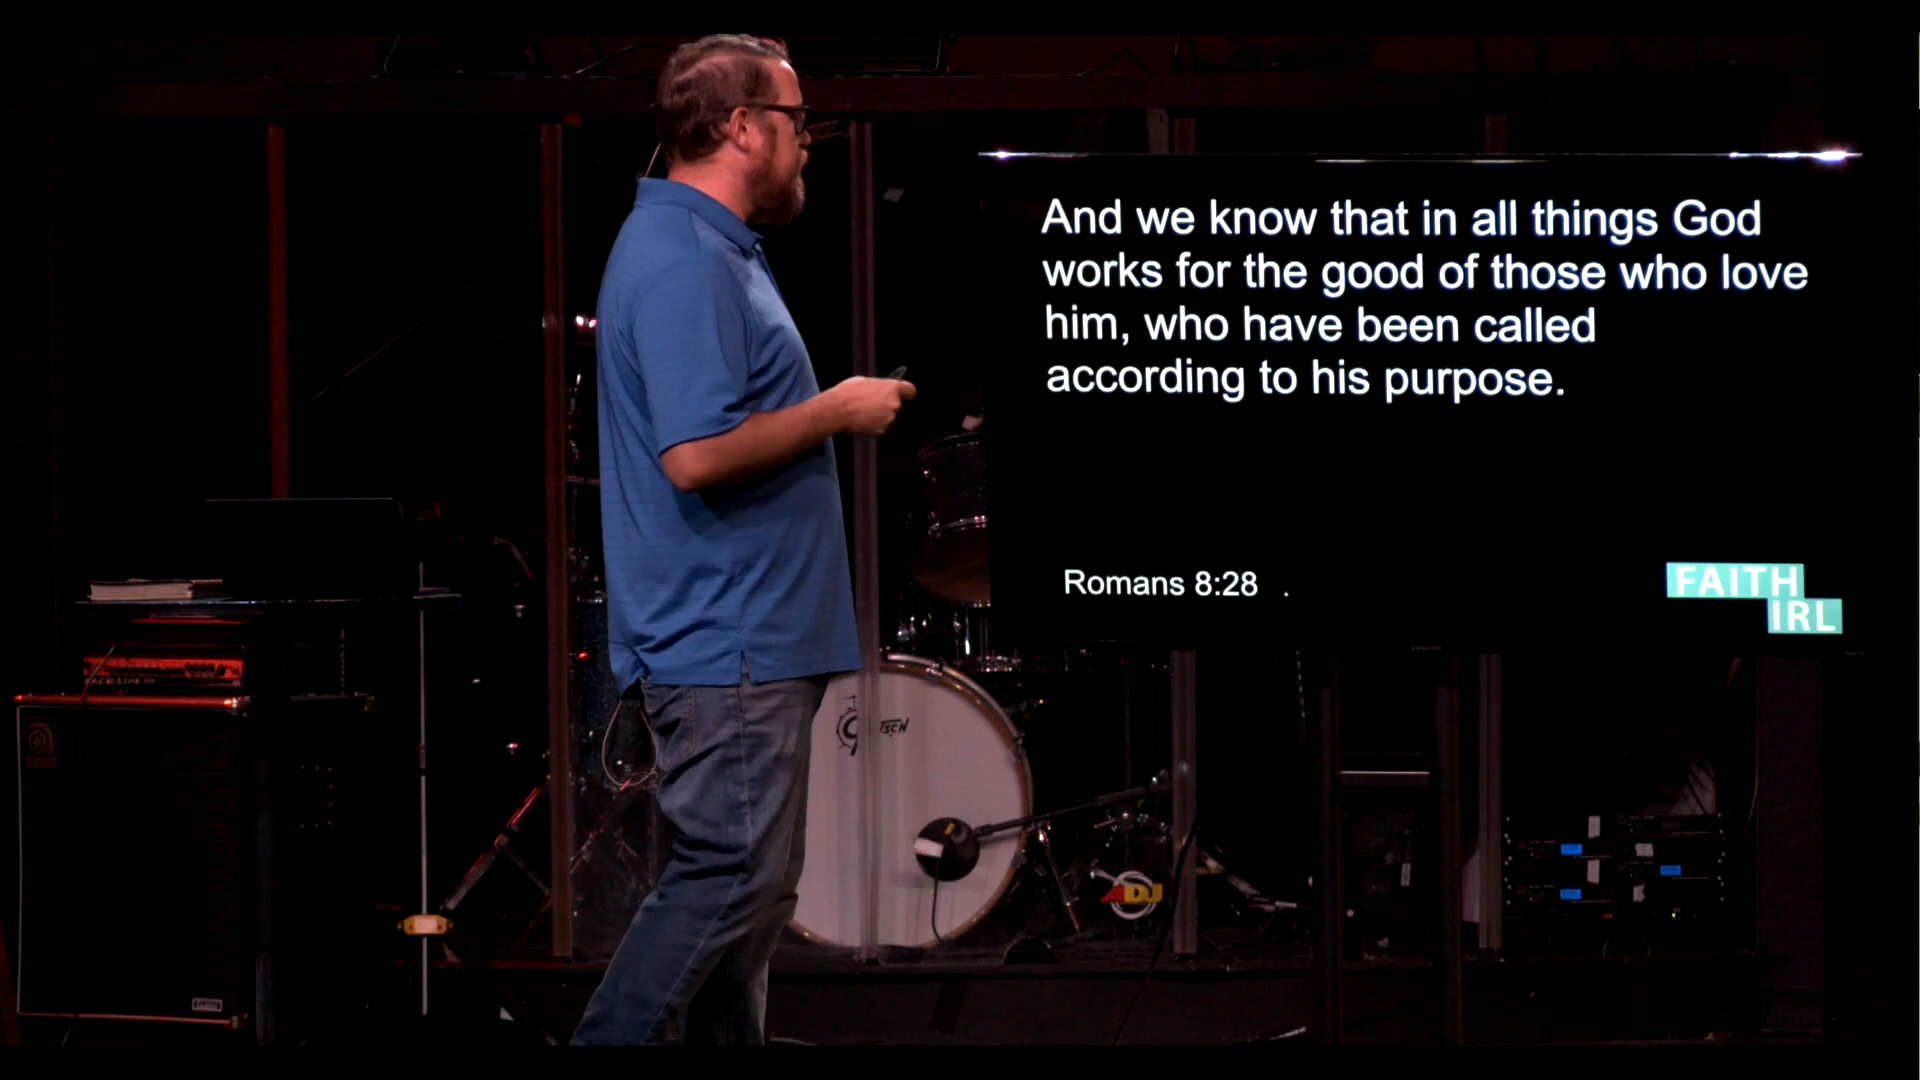 And we know that in all things God
works for the good of those who love
him, who have been called
according to his purpose.
Romans 8:28 .
FAITH
IRL
ADJ